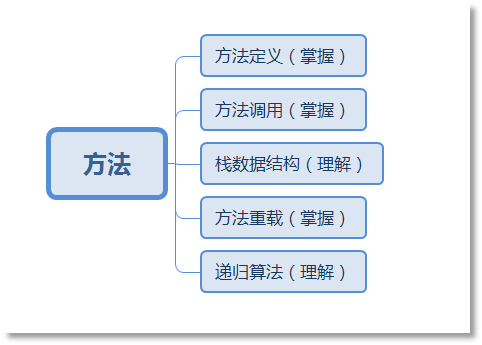 方法
方法定义（掌握）
方法调用（掌握）
栈数据结构（理解）
方法重载（掌握）
递归算法（理解）